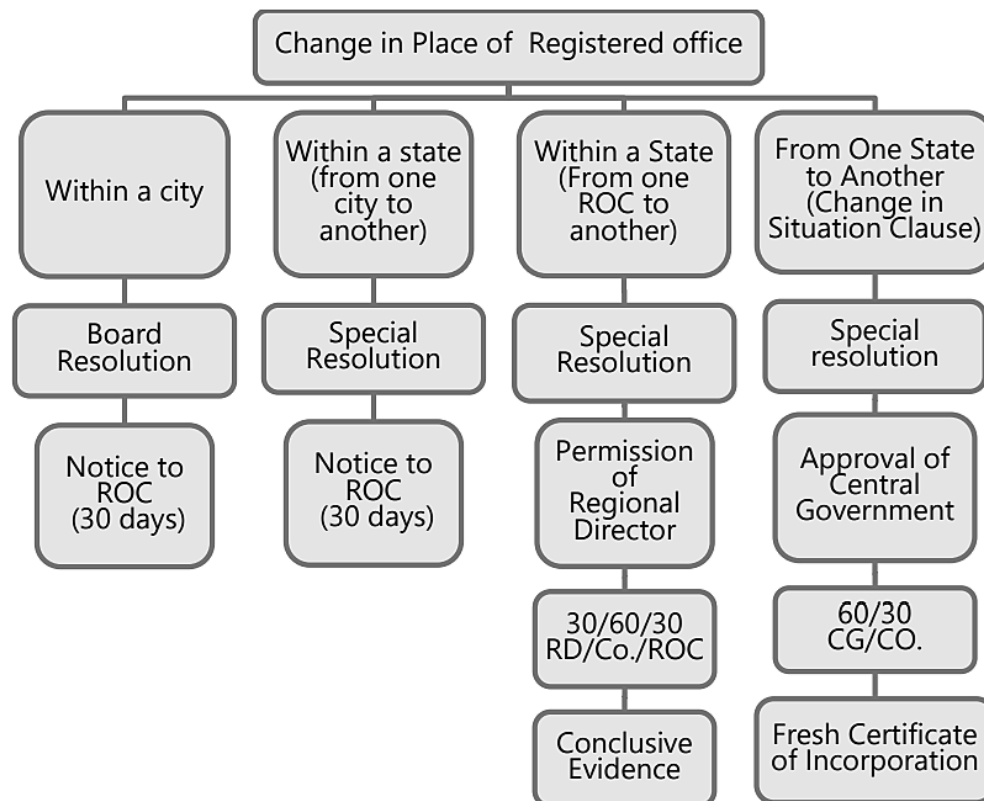 Change in Place of Registered office
Within a city
Board
Resolution
Notice to
ROC
(30 days)
Within a state
(from one
city to
another)
Special
Resolution
Notice to
ROC
(30 days)
Within a State
(From one
ROC to
another)
Special
Resolution
Permission
of
Regional
Director
30/60/30
RD/Co./ROC
Conclusive
Evidence
From One State
to Another
(Change in
Situation Clause)
Special
resolution
Approval of
Central
Government
60/30
CG/CO.
Fresh Certificate
of Incorporation